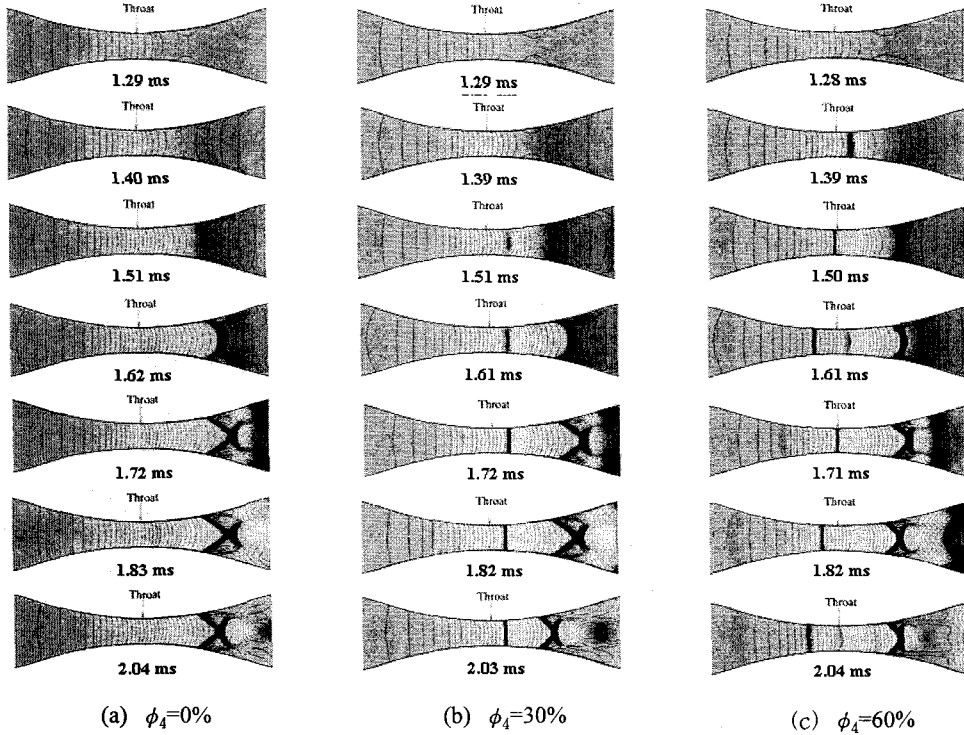 Throat Throat Throat
1.29 ms 1.29 ms 1.28 ms
Throat Throat Throat
1.40 ms 1.39 ms 1.39 ms
Throat Throat Throat
1.51 ms 1.51 ms 1.50 ms
Throat Throat Throat
1.62 ms 1.61 ms 1.61 ms
Throat Throat Throat
1.72 ms 1.72 ms 1.71 ms
Throat Throat Throat
1.83 ms 1.82 ms 1.82 ms
Throat Throat Throat
2.04 ms 2.03 ms 2.04 ms
(a) ϕ₄=0% (b) ϕ₄=30% (c) ϕ₄=60%